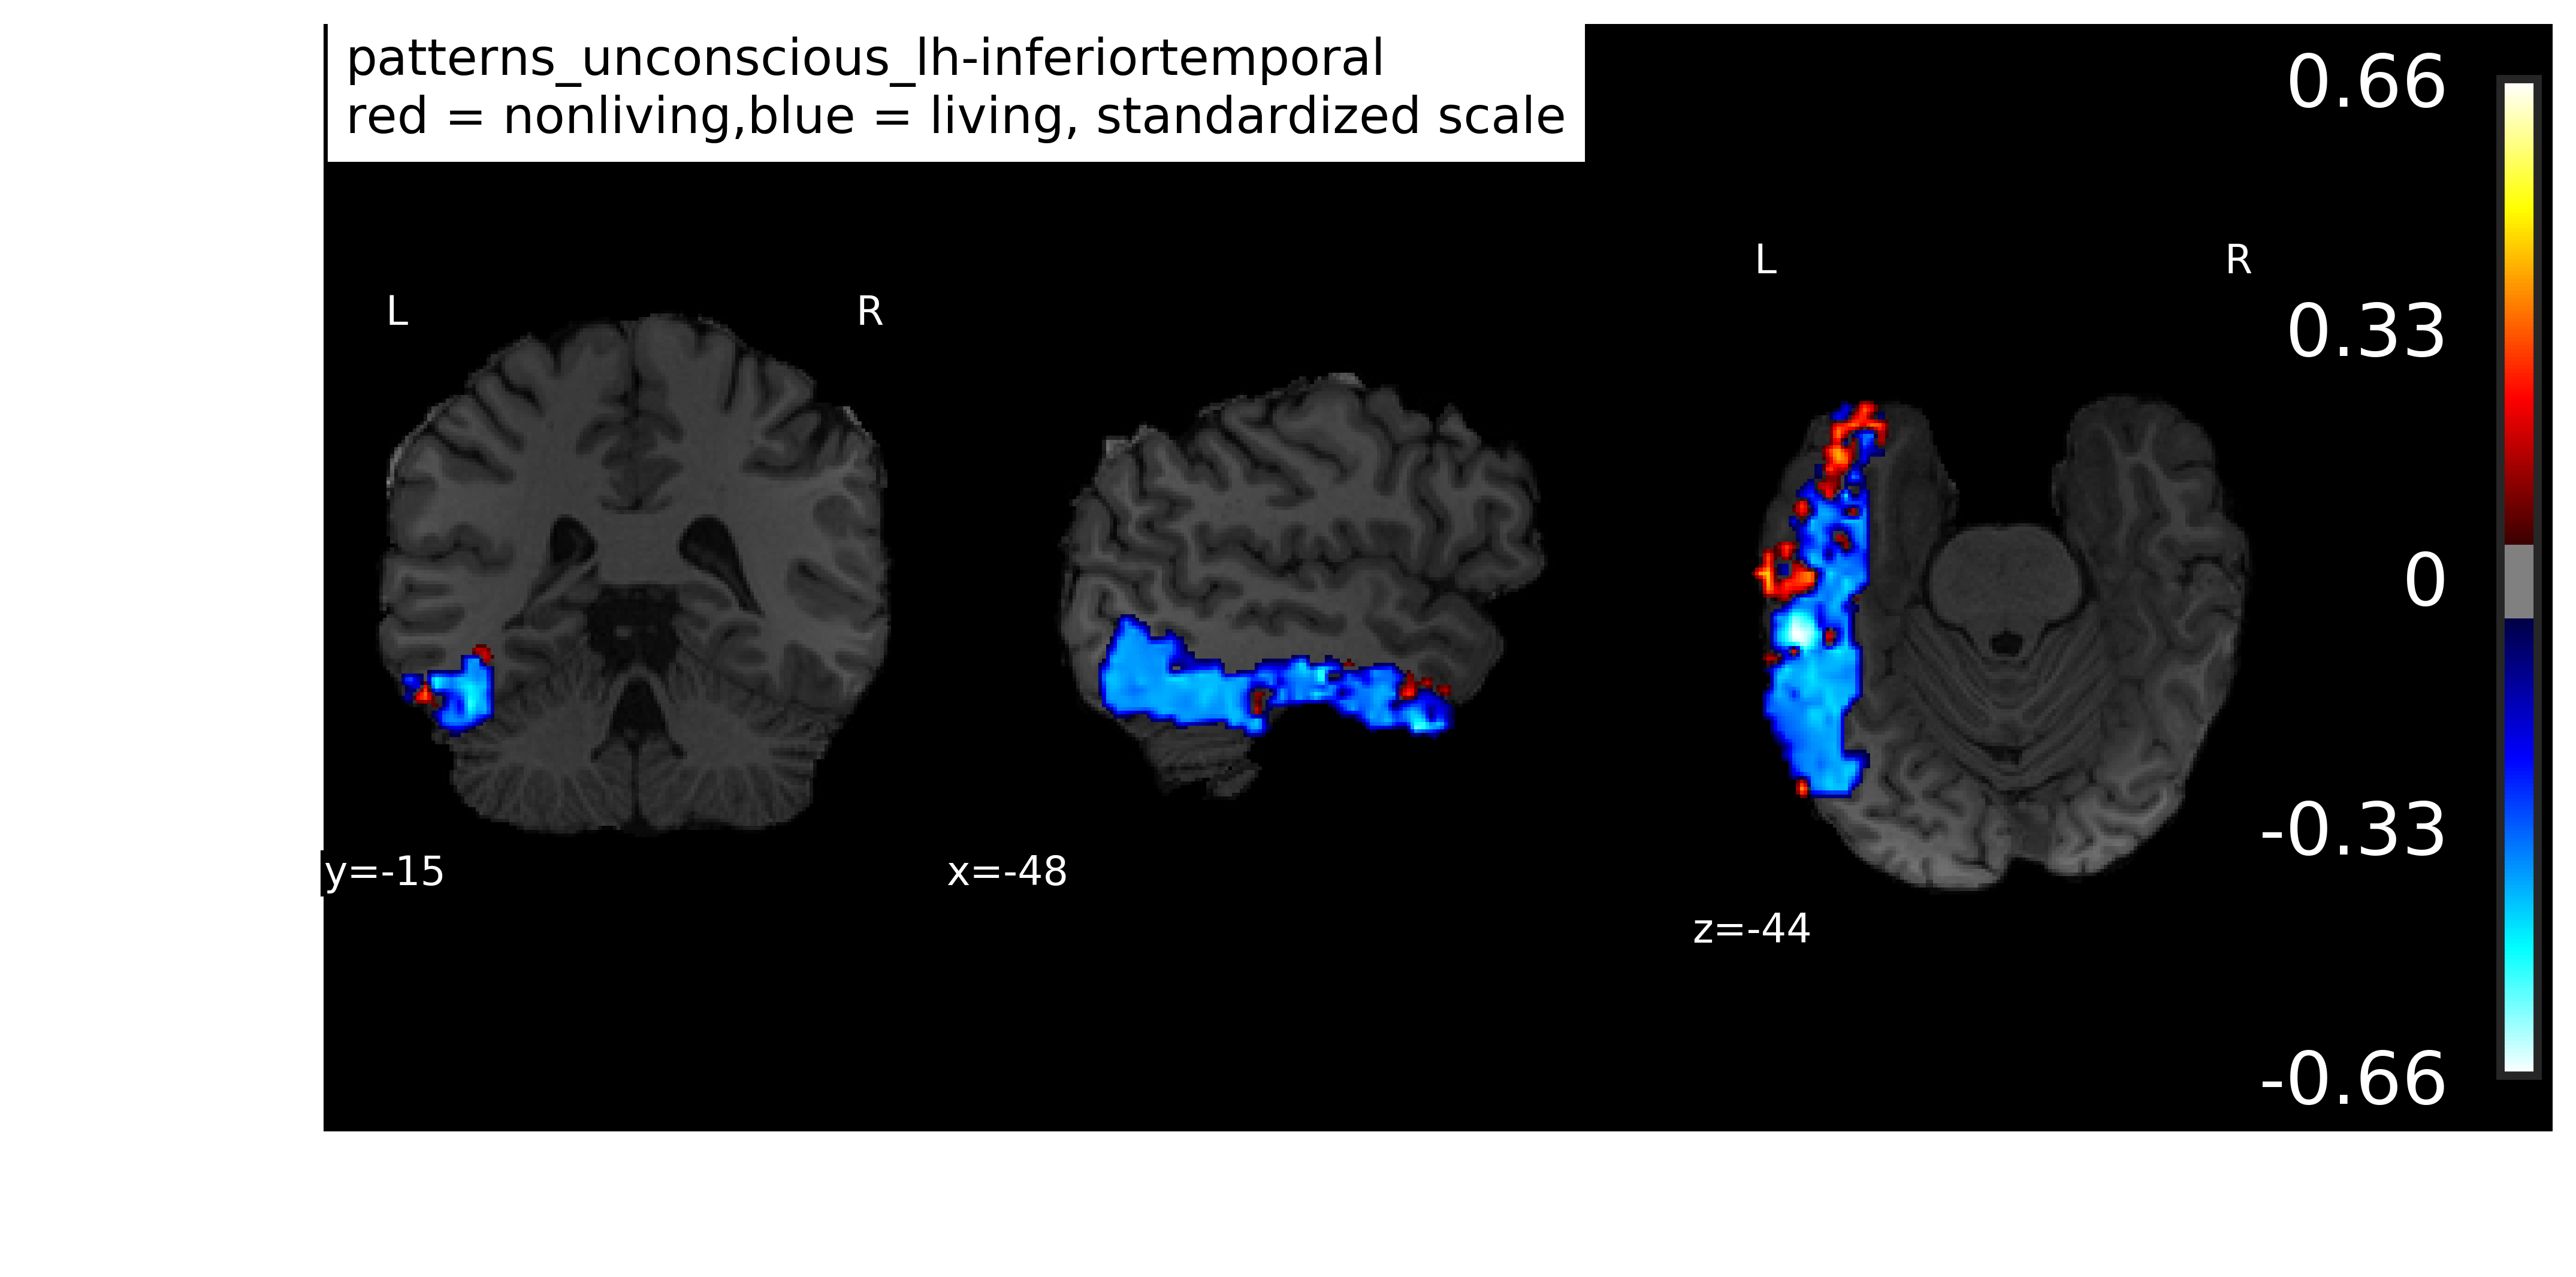 patterns_unconscious_lh-inferiortemporal
red = nonliving,blue = living, standardized scale
L R
L R
y=-15
x=-48
z=-44
0.66
0.33
0
-0.33
-0.66